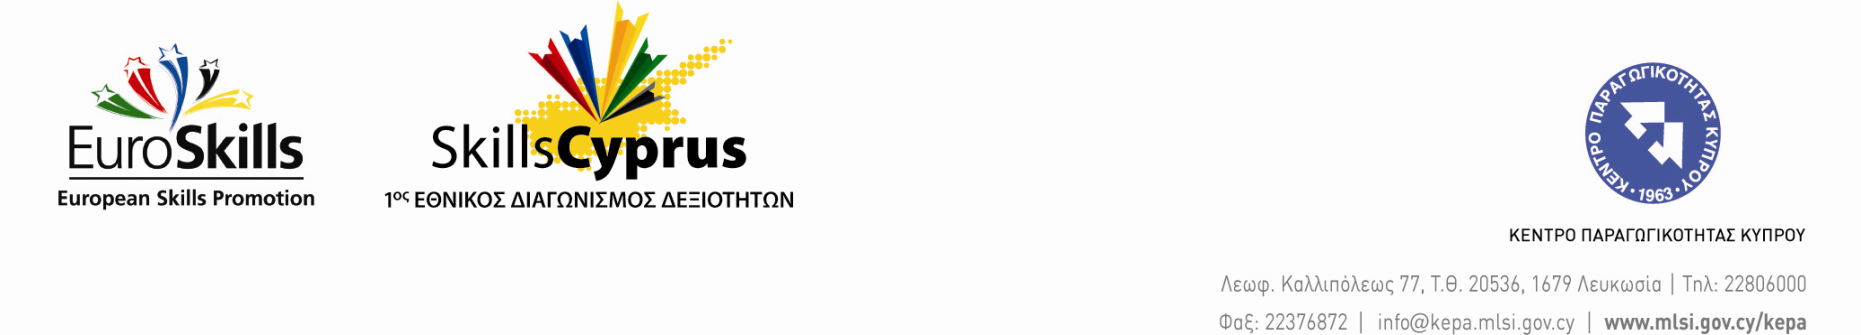 EuroSkills
European Skills Promotion
SkillsCyprus
1ος ΕΘΝΙΚΟΣ ΔΙΑΓΩΝΙΣΜΟΣ ΔΕΞΙΟΤΗΤΩΝ
ΚΕΝΤΡΟ ΠΑΡΑΓΩΓΙΚΟΤΗΤΑΣ ΚΥΠΡΟΥ
•1963•
ΚΕΝΤΡΟ ΠΑΡΑΓΩΓΙΚΟΤΗΤΑΣ ΚΥΠΡΟΥ
Λεωφ. Καλλιπόλεως 77, Τ.Θ. 20536, 1679 Λευκωσία | Τηλ: 22806000
Φαξ: 22376872 | info@kepa.mlsi.gov.cy | www.mlsi.gov.cy/kepa